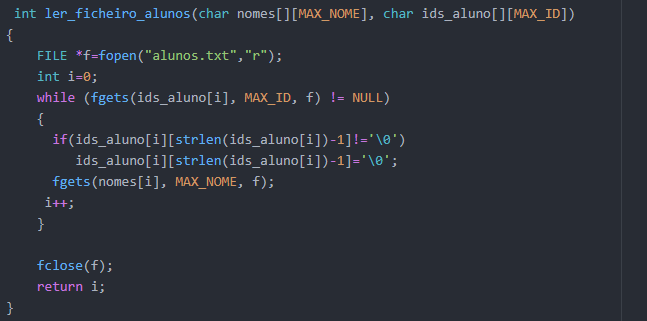 int ler_ficheiro_alunos(char nomes[][MAX_NOME], char ids_aluno[][MAX_ID])
{
    FILE *f=fopen("alunos.txt","r");
    int i=0;
    while (fgets(ids_aluno[i], MAX_ID, f) != NULL)
    {
      if(ids_aluno[i][strlen(ids_aluno[i])-1]!='\0')
         ids_aluno[i][strlen(ids_aluno[i])-1]='\0';
      fgets(nomes[i], MAX_NOME, f);
     i++;
    }

    fclose(f);
    return i;
}